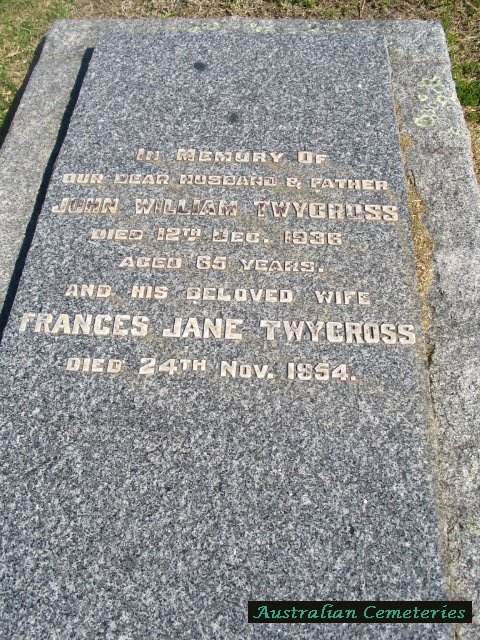 In Memory Of
Our Dear Husband & Father
John William Twycross
Died 12th Dec. 1936
Aged 65 Years.
And His Beloved Wife
Frances Jane Twycross
Died 24th Nov. 1954.
Australian Cemeteries